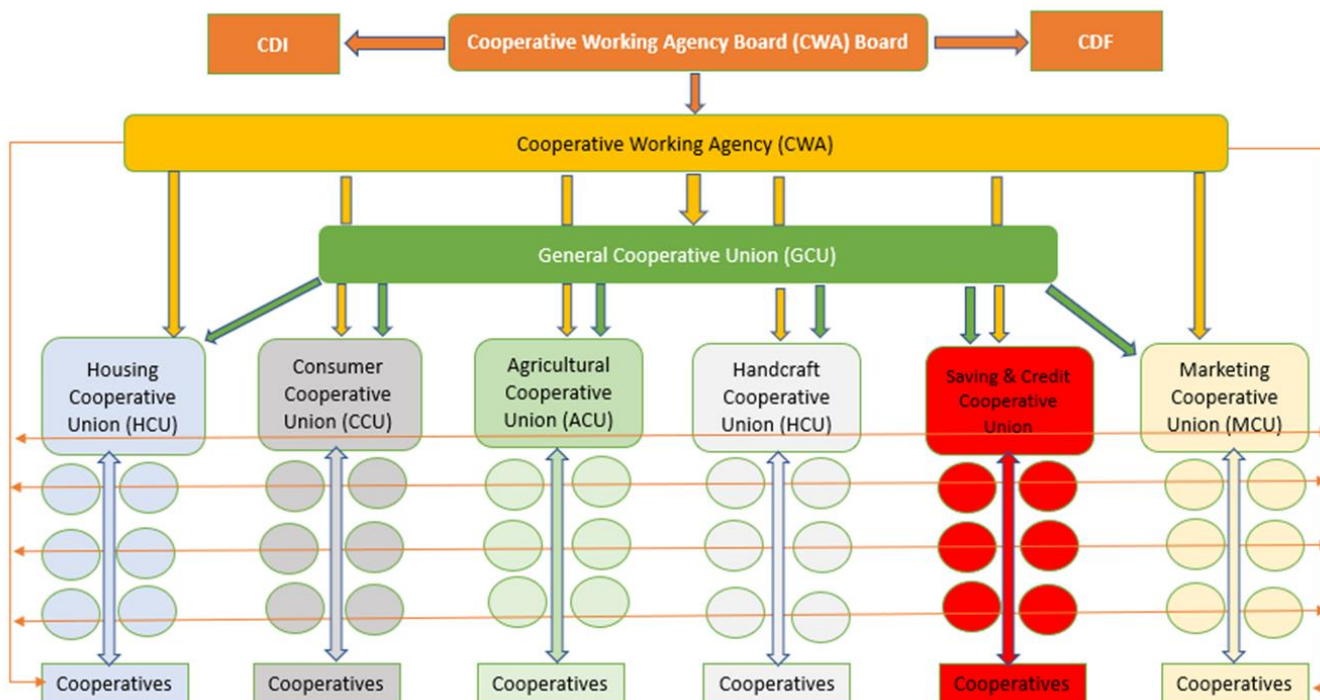 CDI
Cooperative Working Agency Board (CWA) Board
CDF
Cooperative Working Agency (CWA)
General Cooperative Union (GCU)
Housing
Cooperative
Union (HCU)
Consumer
Cooperative
Union (CCU)
Agricultural
Cooperative
Union (ACU)
Handcraft
Cooperative
Union (HCU)
Saving & Credit
Cooperative
Union
Marketing
Cooperative
Union (MCU)
Cooperatives
Cooperatives
Cooperatives
Cooperatives
Cooperatives
Cooperatives